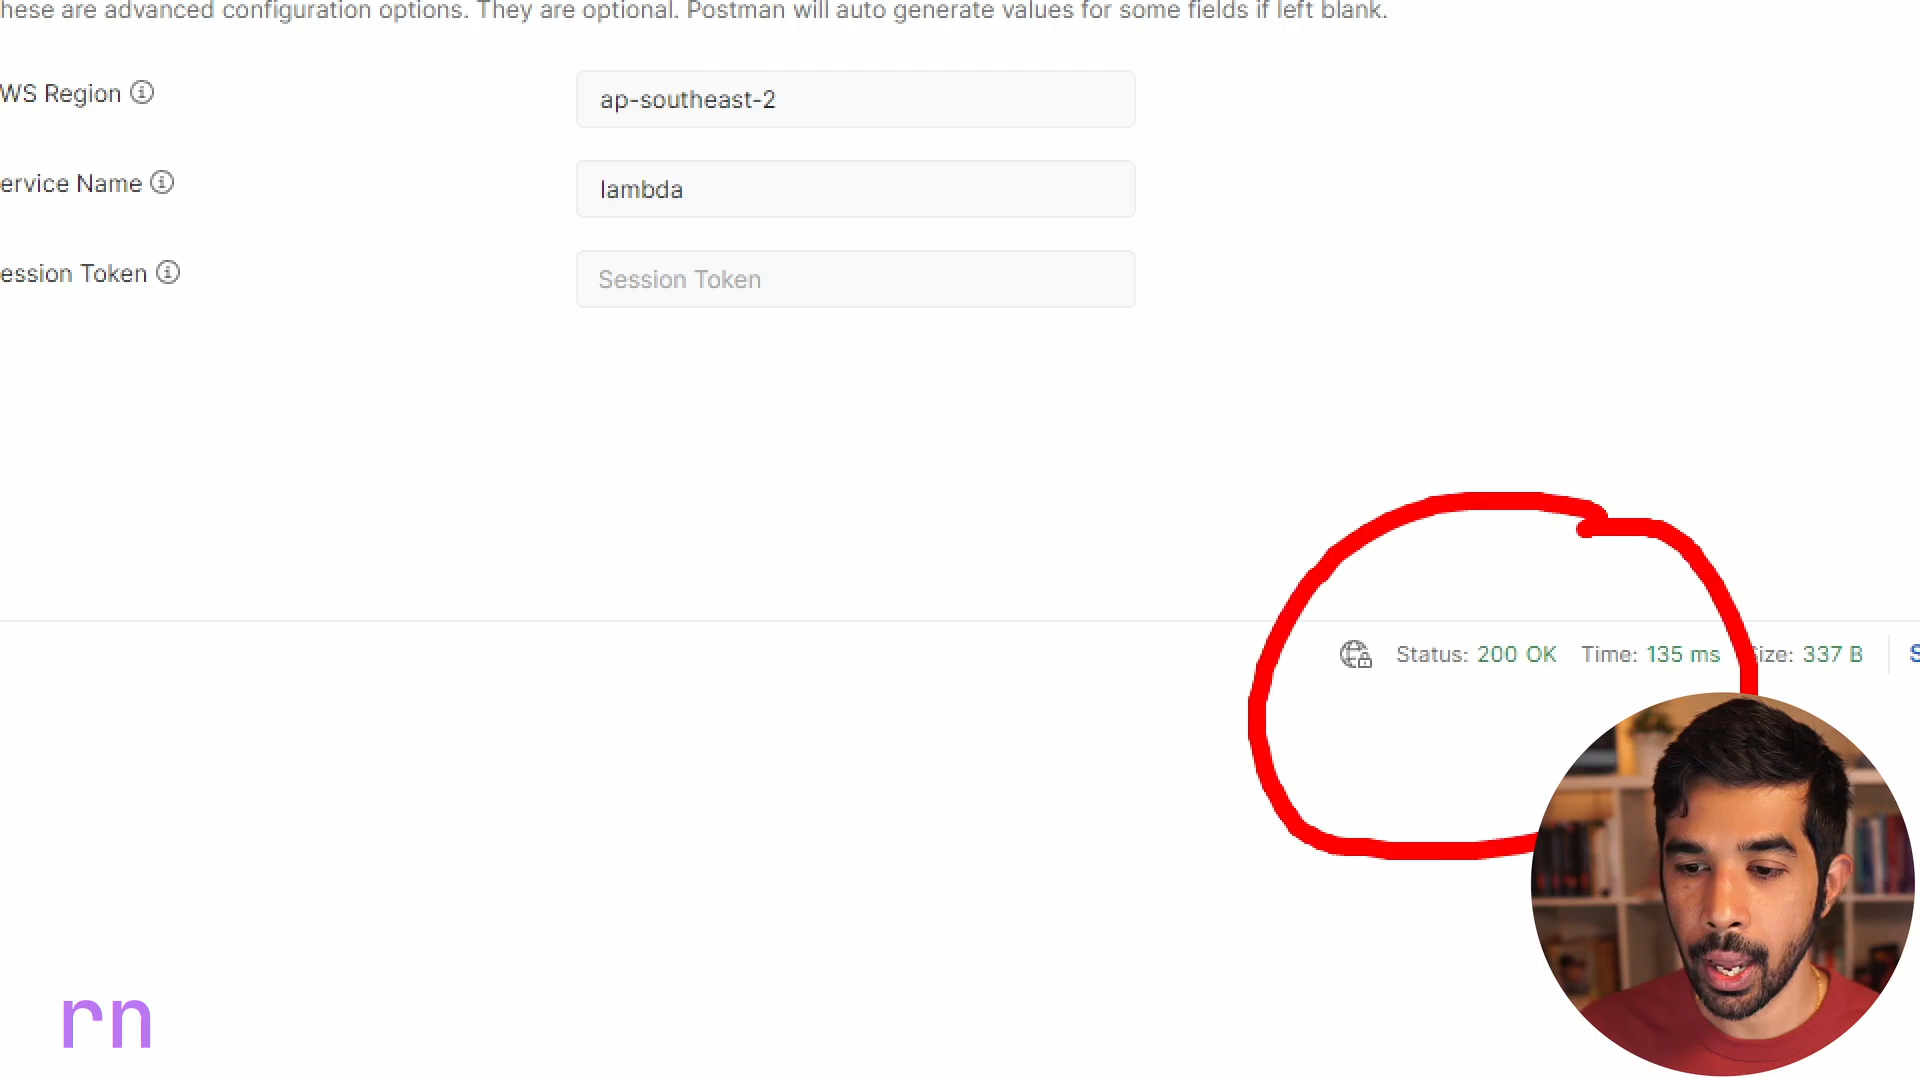 hese are advanced configuration options. They are optional. Postman will auto generate values for some fields if left blank.
WS Region ap-southeast-2
ervice Name lambda
ession Token Session Token
Status: 200 OK Time: 135 ms ize: 337 B S
rn